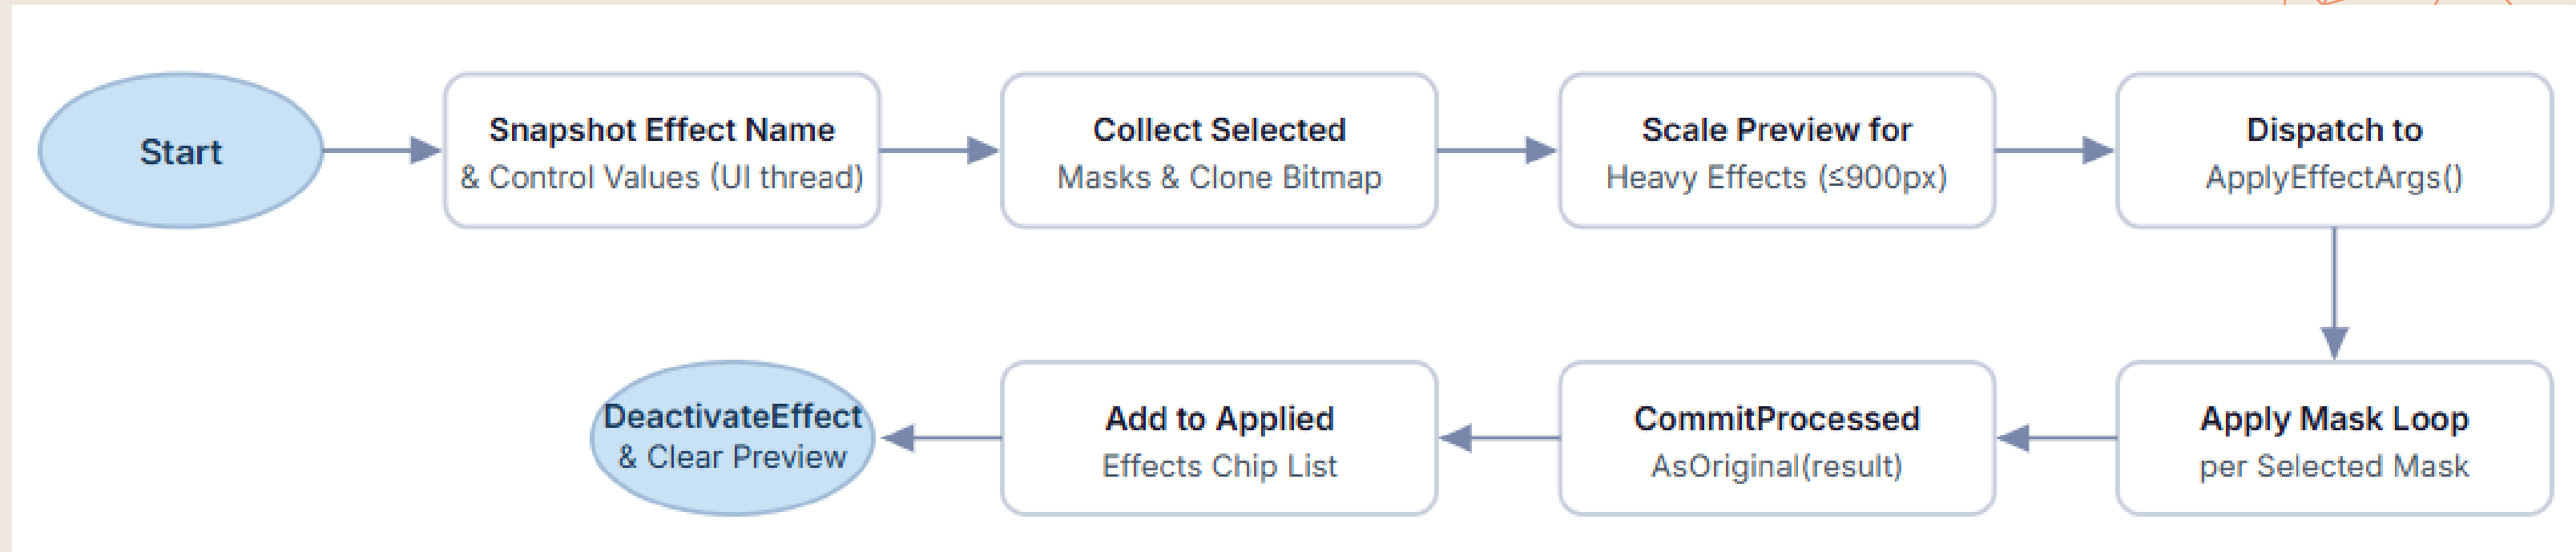 Start
Snapshot Effect Name
& Control Values (UI thread)
Collect Selected
Masks & Clone Bitmap
Scale Preview for
Heavy Effects (≤900px)
Dispatch to
ApplyEffectArgs()
Apply Mask Loop
per Selected Mask
CommitProcessed
AsOriginal(result)
Add to Applied
Effects Chip List
DeactivateEffect
& Clear Preview